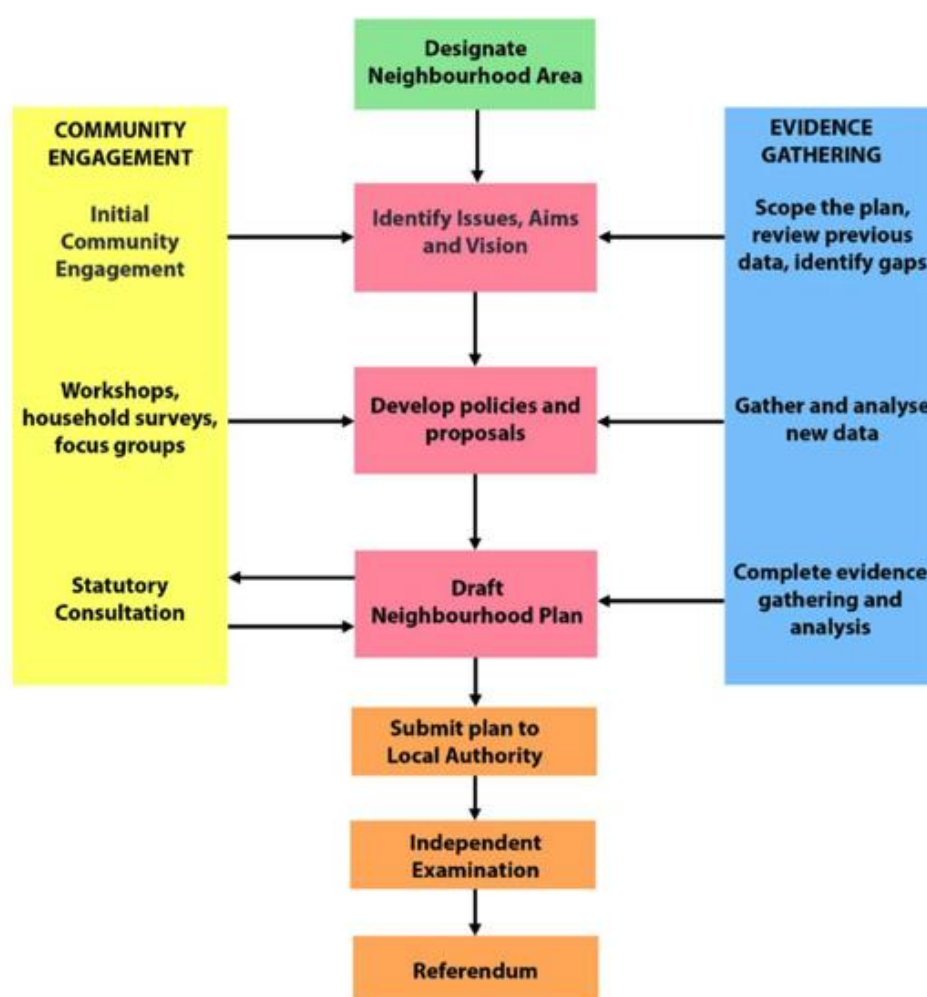 Designate
Neighbourhood Area
COMMUNITY
ENGAGEMENT
Initial
Community
Engagement
Workshops,
household surveys,
focus groups
Statutory
Consultation
Identify Issues, Aims
and Vision
Develop policies and
proposals
Draft
Neighbourhood Plan
EVIDENCE
GATHERING
Scope the plan,
review previous
data, identify gaps
Gather and analyse
new data
Complete evidence
gathering and
analysis
Submit plan to
Local Authority
Independent
Examination
Referendum